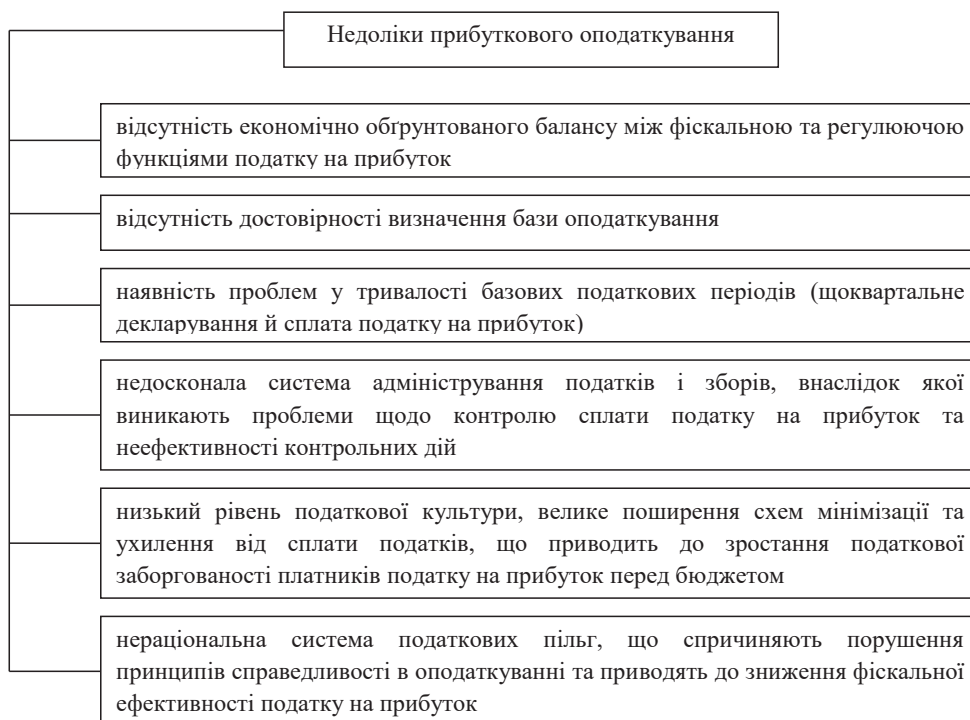 Недоліки прибуткового оподаткування
відсутність економічно обґрунтованого балансу між фіскальною та регулюючою
функціями податку на прибуток
відсутність достовірності визначення бази оподаткування
наявність проблем у тривалості базових податкових періодів (щоквартальне
декларування й сплата податку на прибуток)
недосконала система адміністрування податків і зборів, внаслідок якої
виникають проблеми щодо контролю сплати податку на прибуток та
неефективності контрольних дій
низький рівень податкової культури, велике поширення схем мінімізації та
ухилення від сплати податків, що приводить до зростання податкової
заборгованості платників податку на прибуток перед бюджетом
нераціональна система податкових пільг, що спричиняють порушення
принципів справедливості в оподаткуванні та приводять до зниження фіскальної
ефективності податку на прибуток